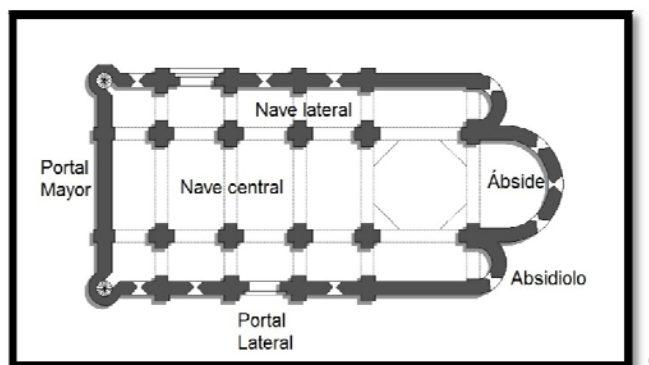 Nave lateral
Portal
Mayor
Nave central
Ábside
Absidiolo
Portal
Lateral